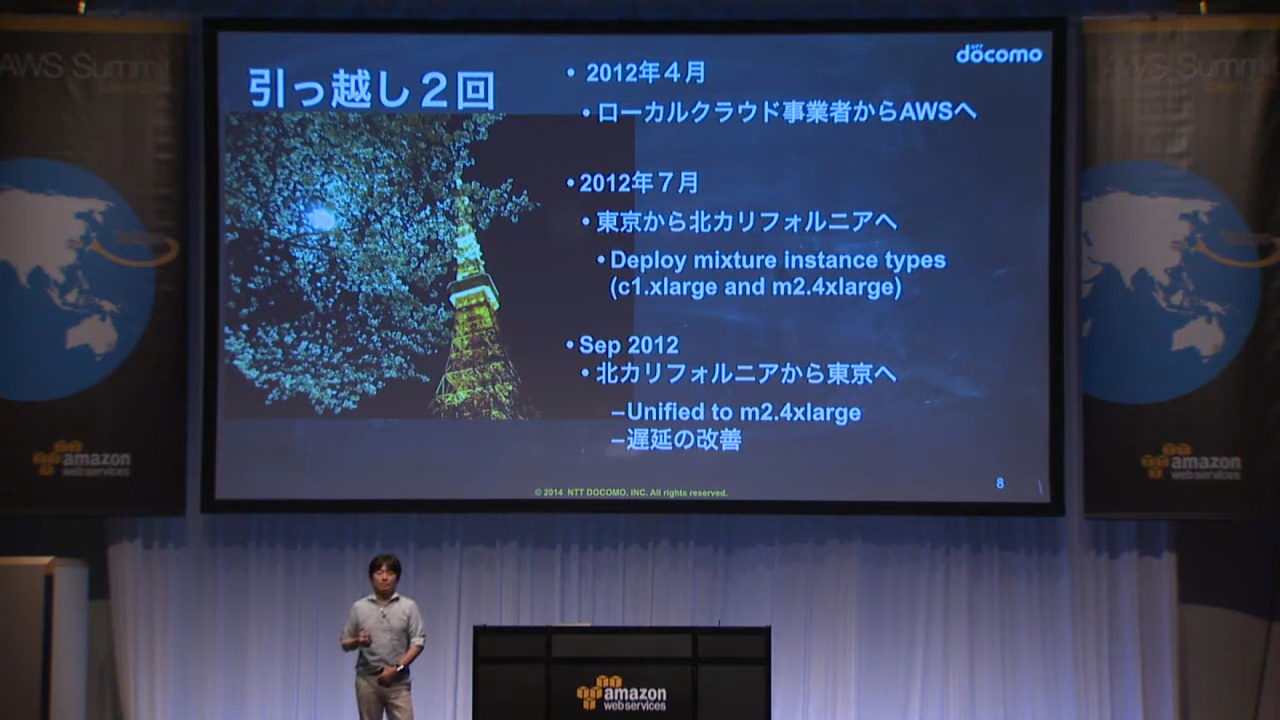 AWS Summit
引っ越し２回
NTT
döcomo
• 2012年４月
• ローカルクラウド事業者からAWSへ
• 2012年７月
• 東京から北カリフォルニアへ
• Deploy mixture instance types
(c1.xlarge and m2.4xlarge)
• Sep 2012
• 北カリフォルニアから東京へ
–Unified to m2.4xlarge
–遅延の改善
© 2014 NTT DOCOMO, INC. All rights reserved.
8
AWS Summit
amazon
web services
amazon
web services
amazon
web services